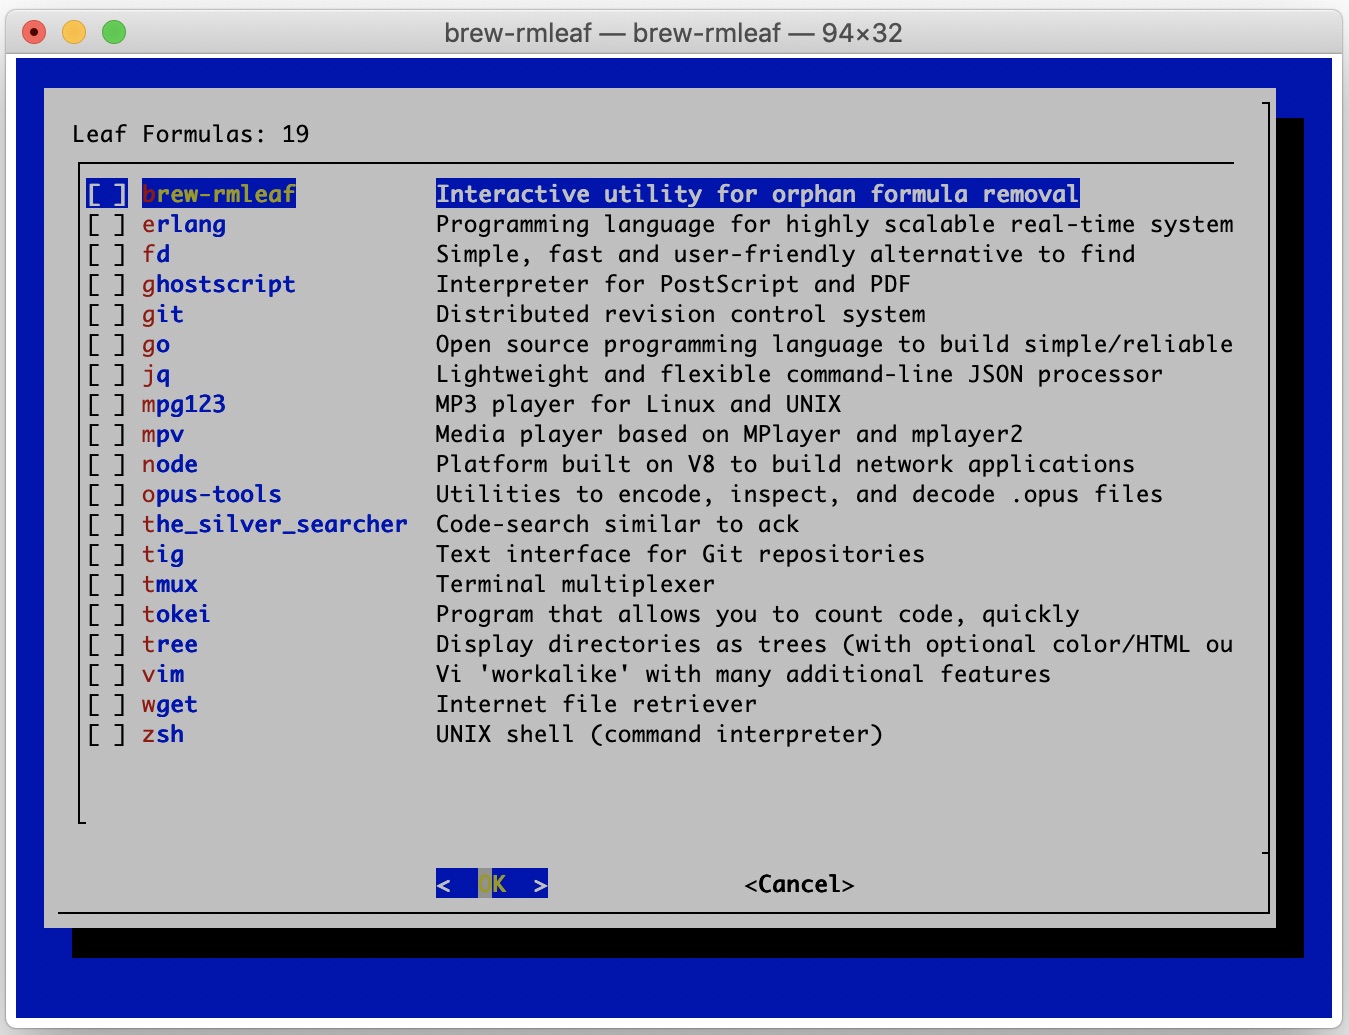 brew-rmleaf — brew-rmleaf — 94×32
Leaf Formulas: 19
[ ] brew-rmleaf Interactive utility for orphan formula removal
[ ] erlang Programming language for highly scalable real-time system
[ ] fd Simple, fast and user-friendly alternative to find
[ ] ghostscript Interpreter for PostScript and PDF
[ ] git Distributed revision control system
[ ] go Open source programming language to build simple/reliable
[ ] jq Lightweight and flexible command-line JSON processor
[ ] mpg123 MP3 player for Linux and UNIX
[ ] mpv Media player based on MPlayer and mplayer2
[ ] node Platform built on V8 to build network applications
[ ] opus-tools Utilities to encode, inspect, and decode .opus files
[ ] the_silver_searcher Code-search similar to ack
[ ] tig Text interface for Git repositories
[ ] tmux Terminal multiplexer
[ ] tokei Program that allows you to count code, quickly
[ ] tree Display directories as trees (with optional color/HTML ou
[ ] vim Vi 'workalike' with many additional features
[ ] wget Internet file retriever
[ ] zsh UNIX shell (command interpreter)
< OK > <Cancel>